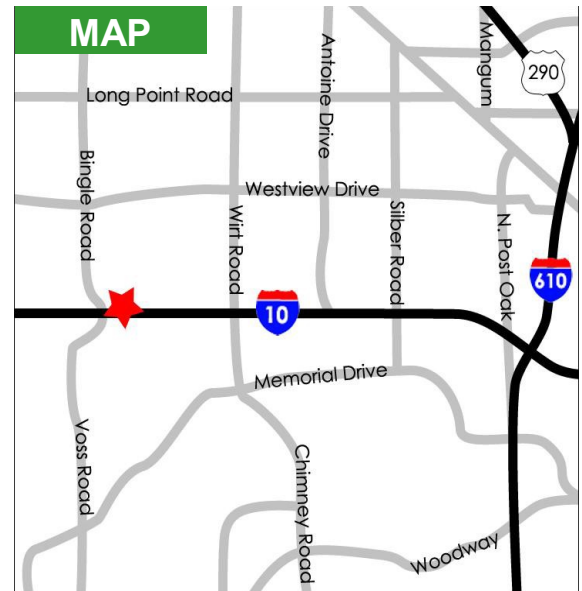 MAP
290
Mangum
Antoine Drive
Long Point Road
Bingle Road
Westview Drive
Wirt Road
Silber Road
N. Post Oak
610
10
Memorial Drive
Voss Road
Chimney Road
Woodway